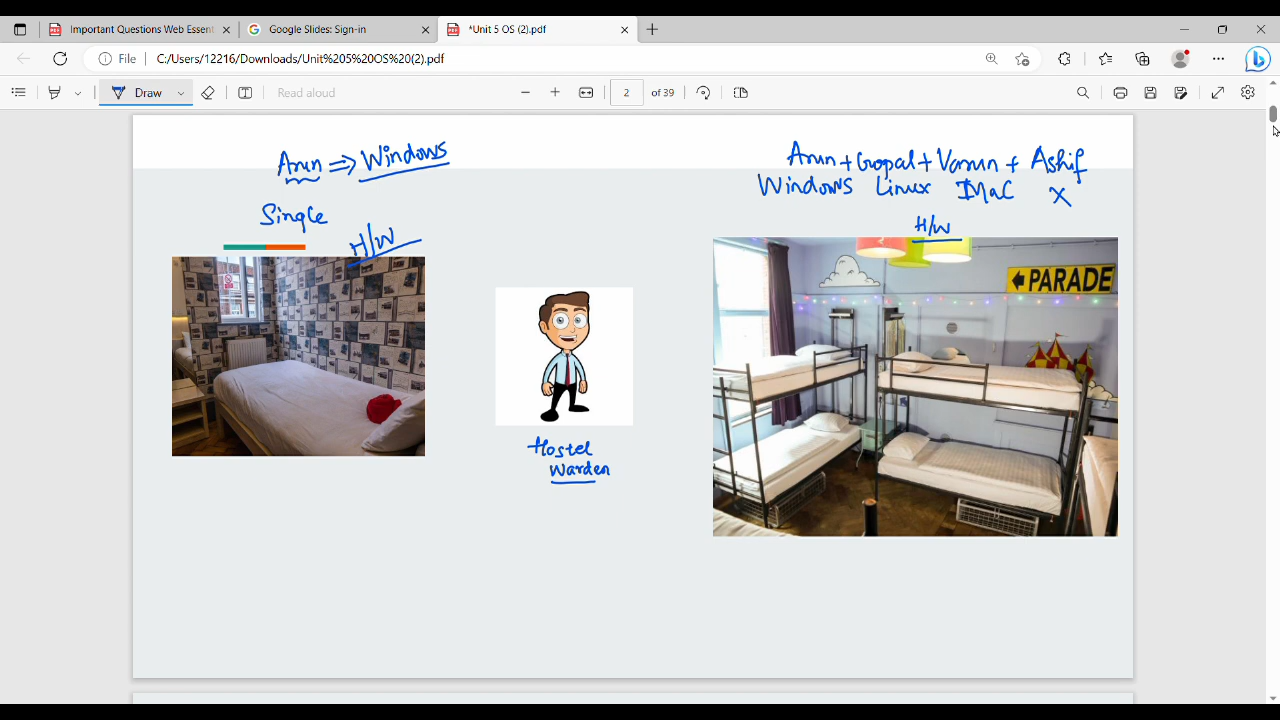 Important Questions Web Essent
Google Slides: Sign-in
*Unit 5 OS (2).pdf
File
C:/Users/12216/Downloads/Unit%205%20OS%20(2).pdf
Draw
Read aloud
2 of 39
Arun ⇒ Windows
Single
H/W
Hostel
Warden
Arun + Gopal + Varun + Ashif
Windows Linux IMaC X
H/W
PARADE